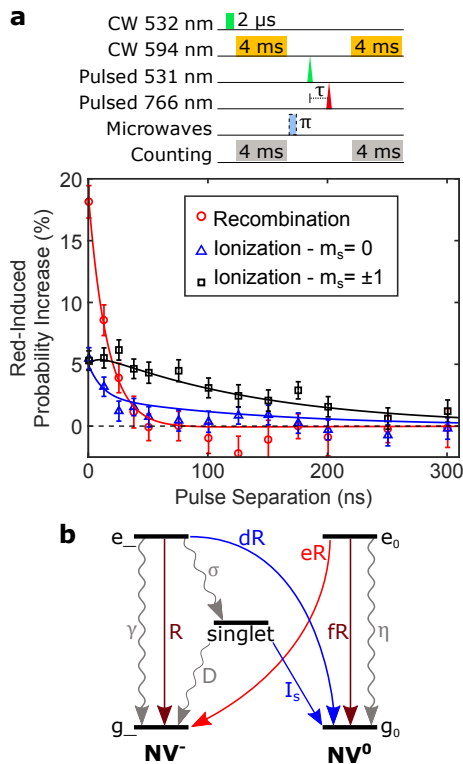 a
CW 532 nm 2 μs
CW 594 nm 4 ms 4 ms
Pulsed 531 nm
Pulsed 766 nm τ
Microwaves π
Counting 4 ms 4 ms
Red-Induced
Probability Increase (%)
20
15
10
5
0
Recombination
Ionization - mₛ= 0
Ionization - mₛ= ±1
0 100 200 300
Pulse Separation (ns)
b
e_ dR eR e₀
σ
γ R singlet fR η
D Iₛ
g_ g₀
NV⁻ NV⁰